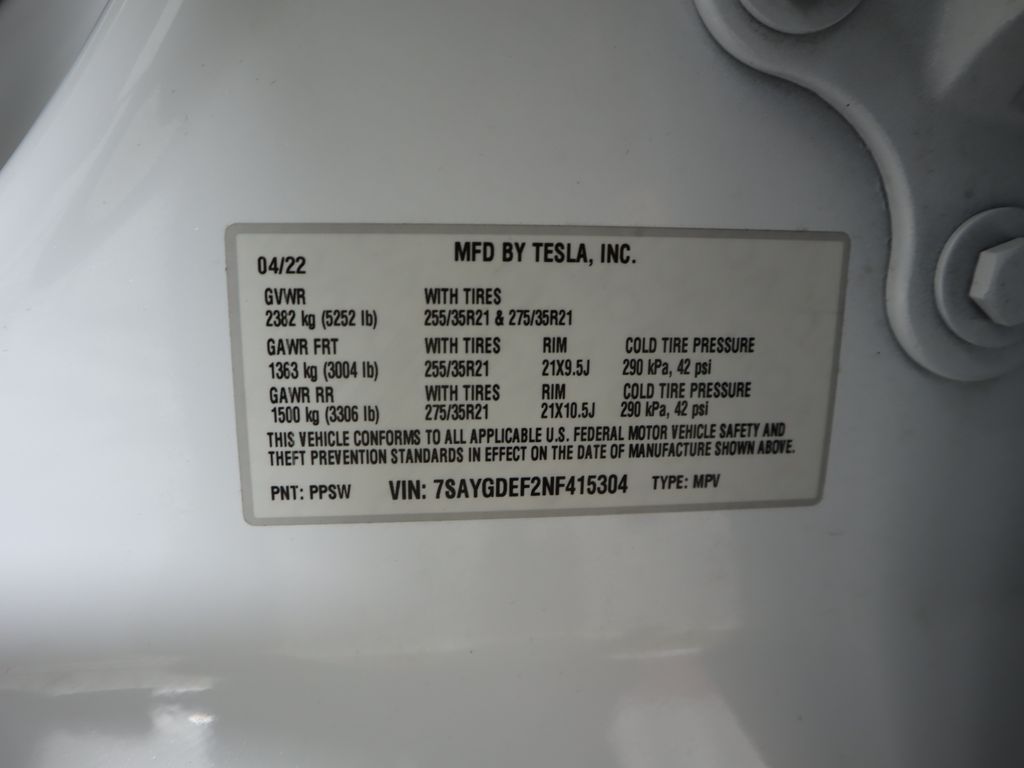 MFD BY TESLA, INC.
04/22
GVWR WITH TIRES
2382 kg (5252 lb) 255/35R21 & 275/35R21
GAWR FRT WITH TIRES RIM COLD TIRE PRESSURE
1363 kg (3004 lb) 255/35R21 21X9.5J 290 kPa, 42 psi
GAWR RR WITH TIRES RIM COLD TIRE PRESSURE
1500 kg (3306 lb) 275/35R21 21X10.5J 290 kPa, 42 psi
THIS VEHICLE CONFORMS TO ALL APPLICABLE U.S. FEDERAL MOTOR VEHICLE SAFETY AND
THEFT PREVENTION STANDARDS IN EFFECT ON THE DATE OF MANUFACTURE SHOWN ABOVE.
PNT: PPSW VIN: 7SAYGDEF2NF415304 TYPE: MPV